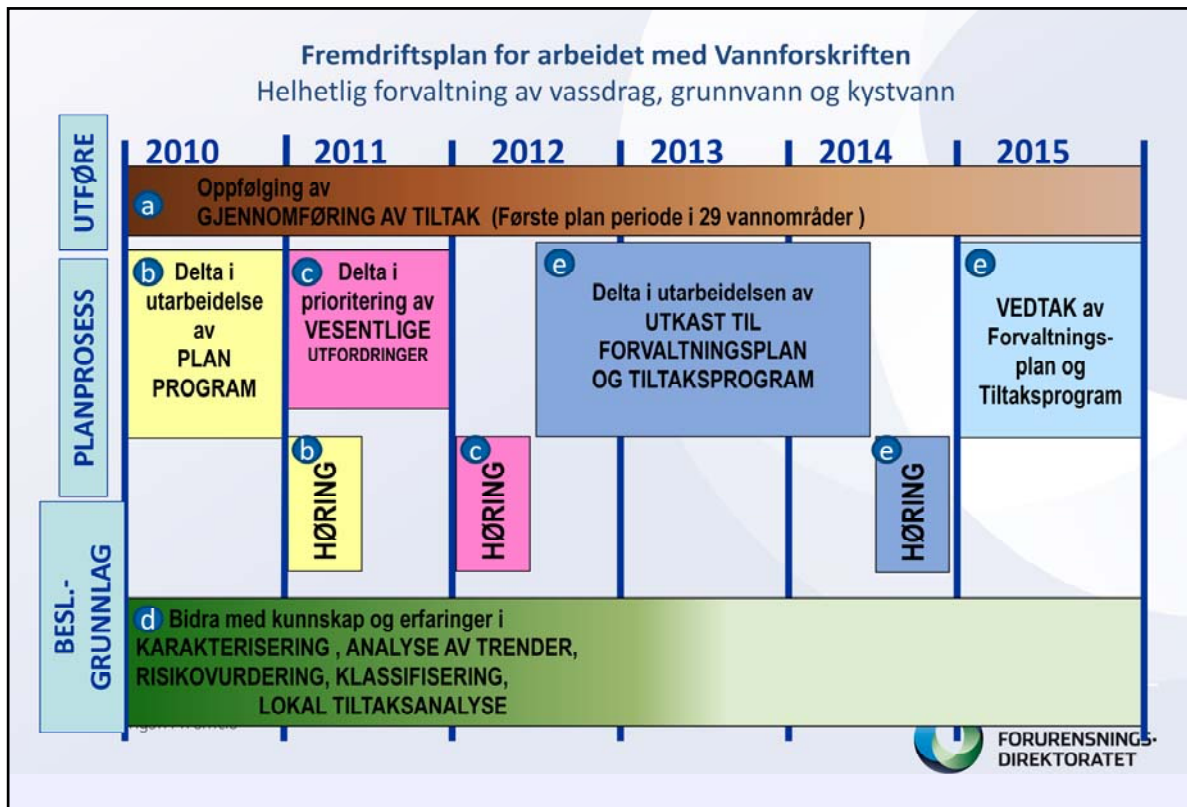 Fremdriftsplan for arbeidet med Vannforskriften
Helhetlig forvaltning av vassdrag, grunnvann og kystvann
UTFØRE
2010
2011
2012
2013
2014
2015
a
Oppfølging av
GJENNOMFØRING AV TILTAK (Første plan periode i 29 vannområder )
PLANPROSESS
b
Delta i
utarbeidelse
av
PLAN
PROGRAM
c
Delta i
prioritering av
VESENTLIGE
UTFORDRINGER
e
Delta i utarbeidelsen av
UTKAST TIL
FORVALTNINGSPLAN
OG TILTAKSPROGRAM
e
VEDTAK av
Forvaltnings-
plan og
Tiltaksprogram
b
HØRING
c
HØRING
e
HØRING
BESL.-
GRUNNLAG
d
Bidra med kunnskap og erfaringer i
KARAKTERISERING , ANALYSE AV TRENDER,
RISIKOVURDERING, KLASSIFISERING,
LOKAL TILTAKSANALYSE
FORURENSNINGS-
DIREKTORATET